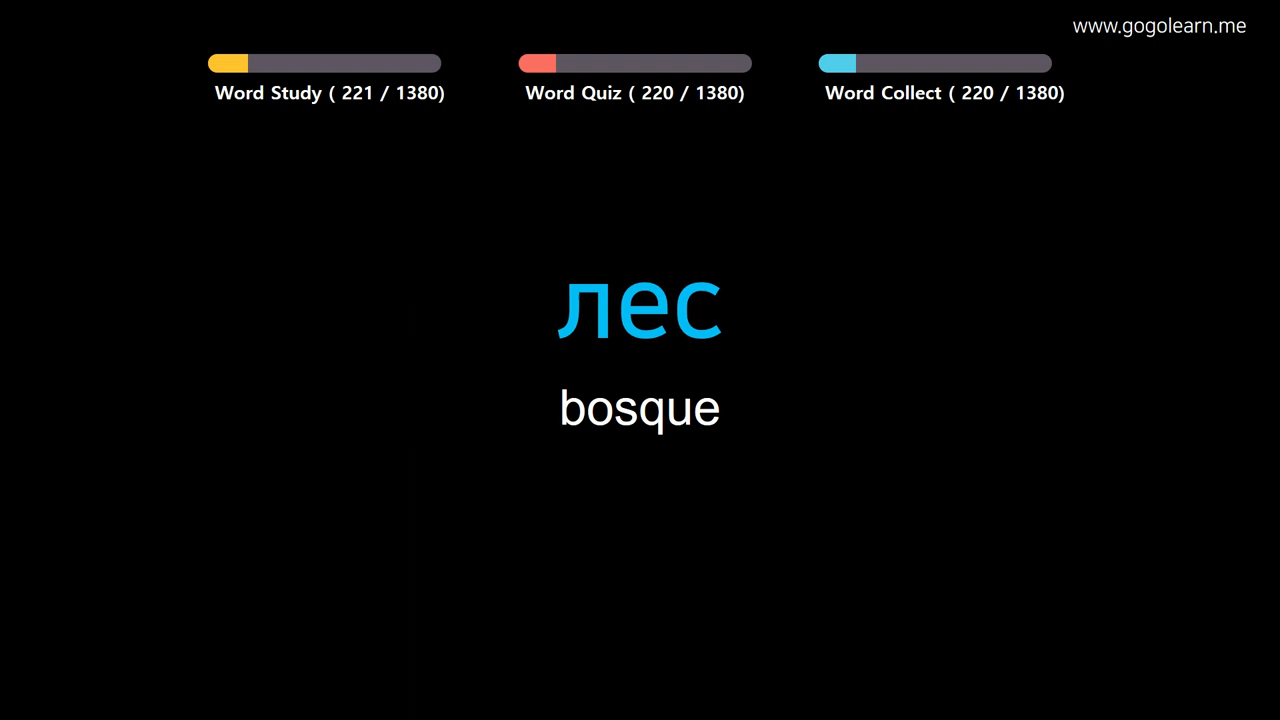 www.gogolearn.me
Word Study ( 221 / 1380)
Word Quiz ( 220 / 1380)
Word Collect ( 220 / 1380)
лес
bosque